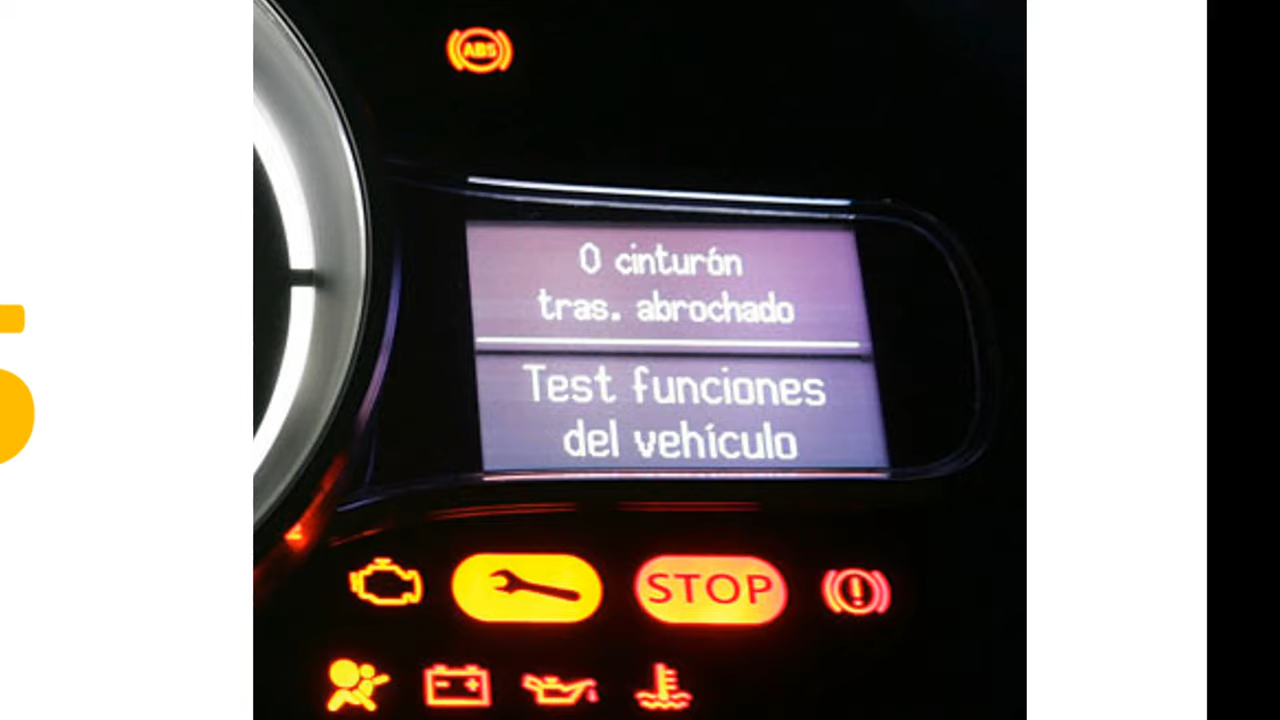 ABS
0 cinturón
tras. abrochado
Test funciones
del vehículo
STOP